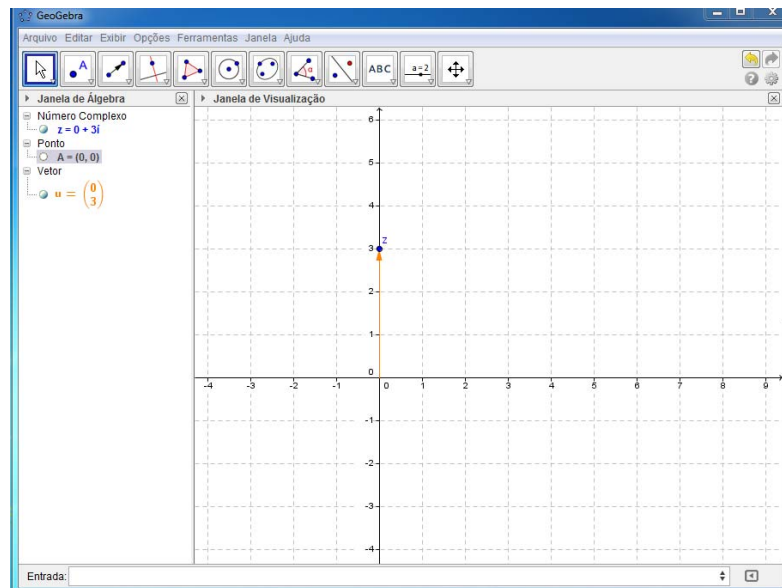 GeoGebra
Arquivo Editar Exibir Opções Ferramentas Janela Ajuda
A
α
ABC
a=2
Janela de Álgebra
Janela de Visualização
Número Complexo
z = 0 + 3i
Ponto
A = (0, 0)
Vetor
u = (0
3)
6
5
4
z
3
2
1
0
-4 -3 -2 -1 0 1 2 3 4 5 6 7 8 9
-1
-2
-3
-4
Entrada: